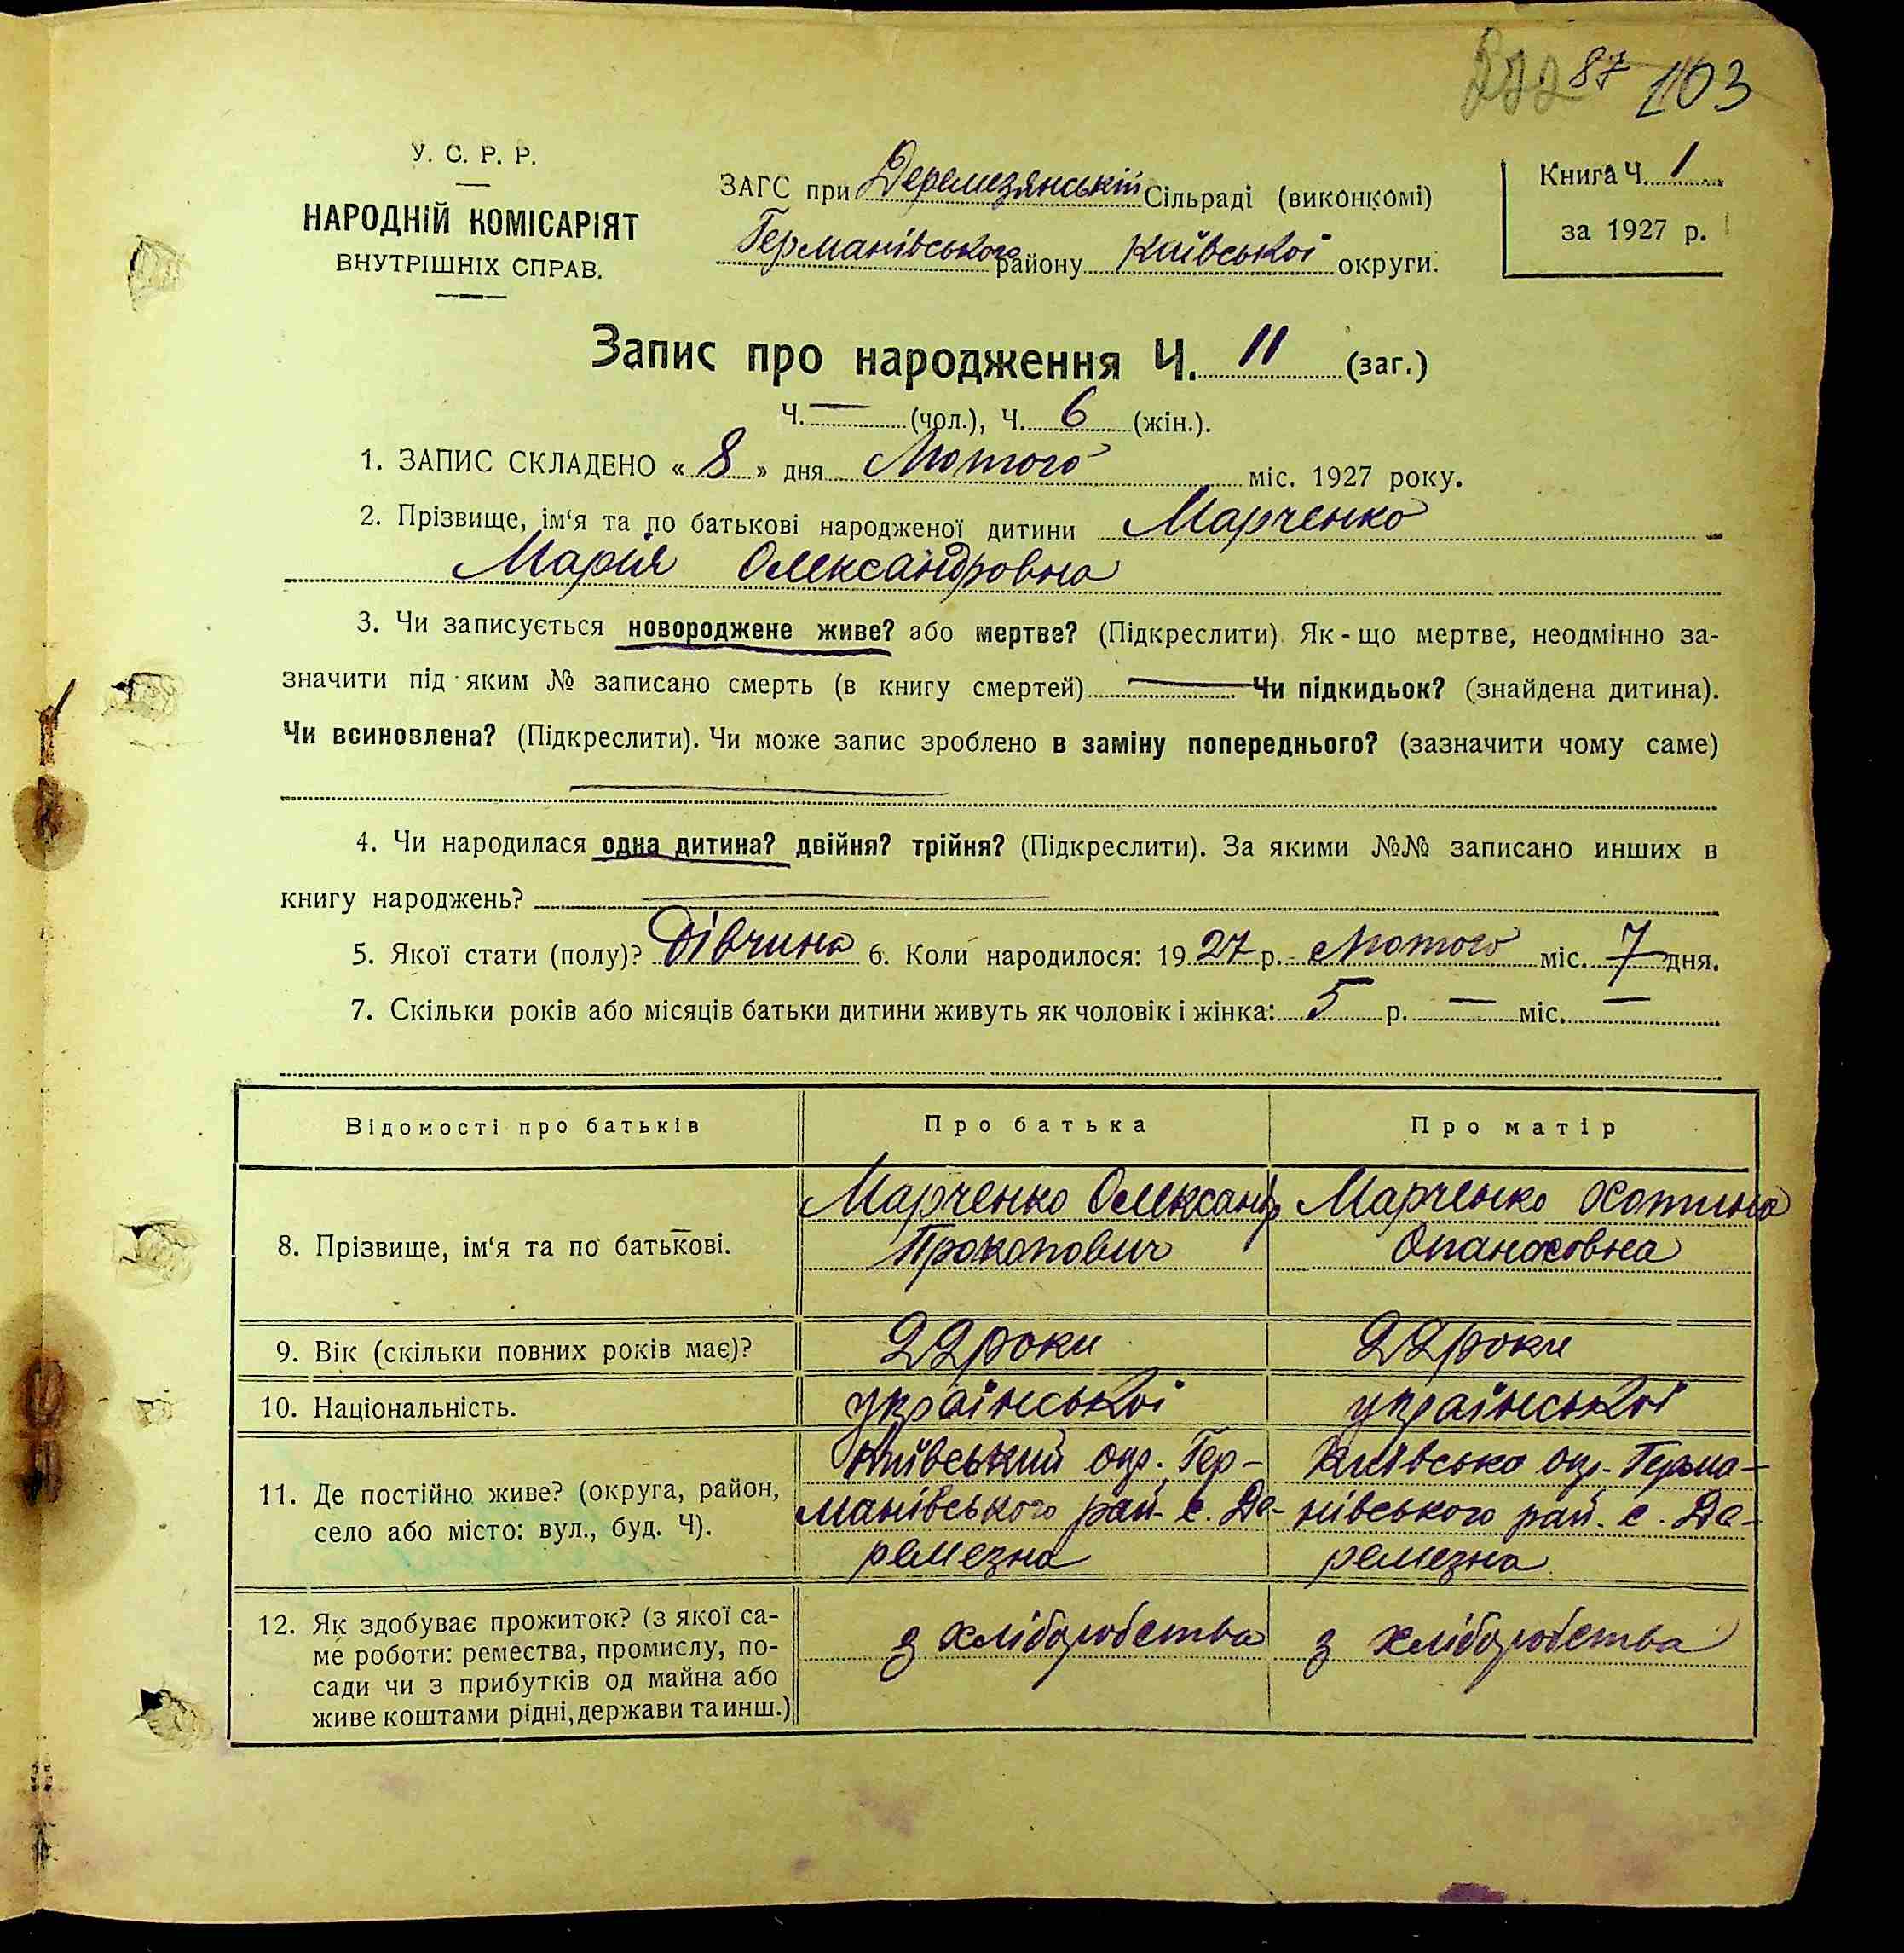 222 87 103
У. С. Р. Р.
НАРОДНІЙ КОМІСАРІЯТ
ВНУТРІШНІХ СПРАВ.
ЗАГС при Деремезянській Сільраді (виконкомі)
Германівського району Київської округи.
Книга Ч. 1
за 1927 р.
Запис про народження Ч. 11 (заг.)
Ч. — (чол.), Ч. 6 (жін.).
1. ЗАПИС СКЛАДЕНО « 8 » дня Лютого міс. 1927 року.
2. Прізвище, ім‘я та по батькові народженої дитини Марченко
Марія Олександровна
3. Чи записується новороджене живе? або мертве? (Підкреслити) Як-що мертве, неодмінно за-
значити під яким № записано смерть (в книгу смертей) — Чи підкидьок? (знайдена дитина).
Чи всиновлена? (Підкреслити). Чи може запис зроблено в заміну попереднього? (зазначити чому саме)
4. Чи народилася одна дитина? двійня? трійня? (Підкреслити). За якими №№ записано инших в
книгу народжень? —
5. Якої стати (полу)? Дівчина 6. Коли народилося: 1927 р. Лютого міс. 7 дня.
7. Скільки років або місяців батьки дитини живуть як чоловік і жінка: 5 р. — міс. —
Відомості про батьків Про батька Про матір
8. Прізвище, ім‘я та по батькові.
Марченко Олександр
Прокопович
Марченко Хотина
Опанасовна
9. Вік (скільки повних років має)? 22 роки 22 роки
10. Національність. української української
11. Де постійно живе? (округа, район,
село або місто: вул., буд. Ч).
Київський окр. Гер-
манівського рай. с. Де-
ремезна
Київсько окр. Герма-
нівського рай. с. Де-
ремезна
12. Як здобуває прожиток? (з якої са-
ме роботи: ремества, промислу, по-
сади чи з прибутків од майна або
живе коштами рідні, держави та инш.)
з хліборобства
з хліборобства